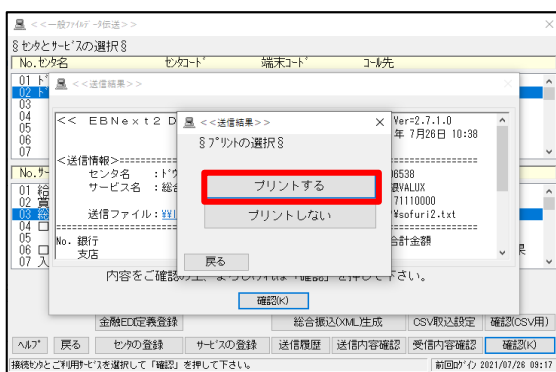 <<一般ﾌｧｲﾙﾃﾞｰﾀ伝送>>
§ｾﾝﾀとｻｰﾋﾞｽの選択§
No.ｾﾝﾀ名 ｾﾝﾀｺｰﾄﾞ 端末ｺｰﾄﾞ ｺｰﾙ先
01
02
03
04
05
06
07
<<送信結果>>
<< EBNext2 D
Ver=2.7.1.0
年 7月26日 10:38
<送信情報>
センタ名 :
サービス名 :総合
送信ファイル:
6538
VALUX
71110000
¥sofuri2.txt
No. 銀行
支店
合計金額
<<送信結果>>
§ﾌﾟﾘﾝﾄの選択§
プリントする
プリントしない
戻る
内容をご確認
を押して下さい。
確認(K)
No.ｻｰ
01 給
02 賞
03 総
04 口
05
06 口
07 入
金融EDI定義登録 総合振込(XML)生成 CSV取込設定 確認(CSV用)
ﾍﾙﾌﾟ 戻る ｾﾝﾀの登録 ｻｰﾋﾞｽの登録 送信履歴 送信内容確認 受信内容確認 確認(K)
接続ｾﾝﾀとご利用ｻｰﾋﾞｽを選択して「確認」を押して下さい。 前回ﾛｸﾞｲﾝ 2021/07/26 09:17